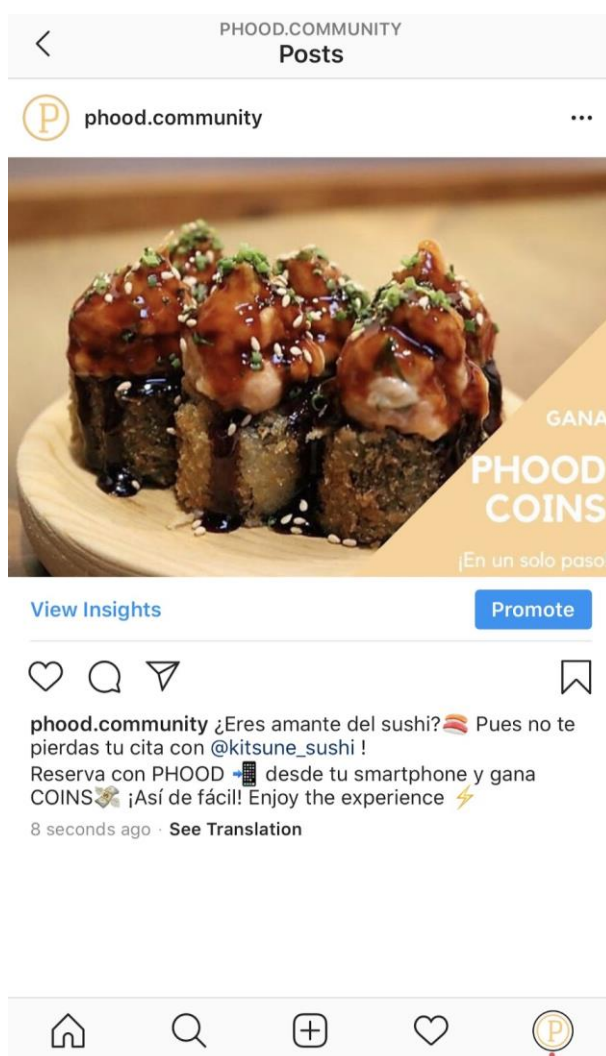 PHOOD.COMMUNITY
Posts
P phood.community
GANA
PHOOD
COINS
¡En un solo paso
View Insights
Promote
phood.community ¿Eres amante del sushi?🍣 Pues no te
pierdas tu cita con @kitsune_sushi !
Reserva con PHOOD 📲 desde tu smartphone y gana
COINS💸 ¡Así de fácil! Enjoy the experience ⚡
8 seconds ago · See Translation
P